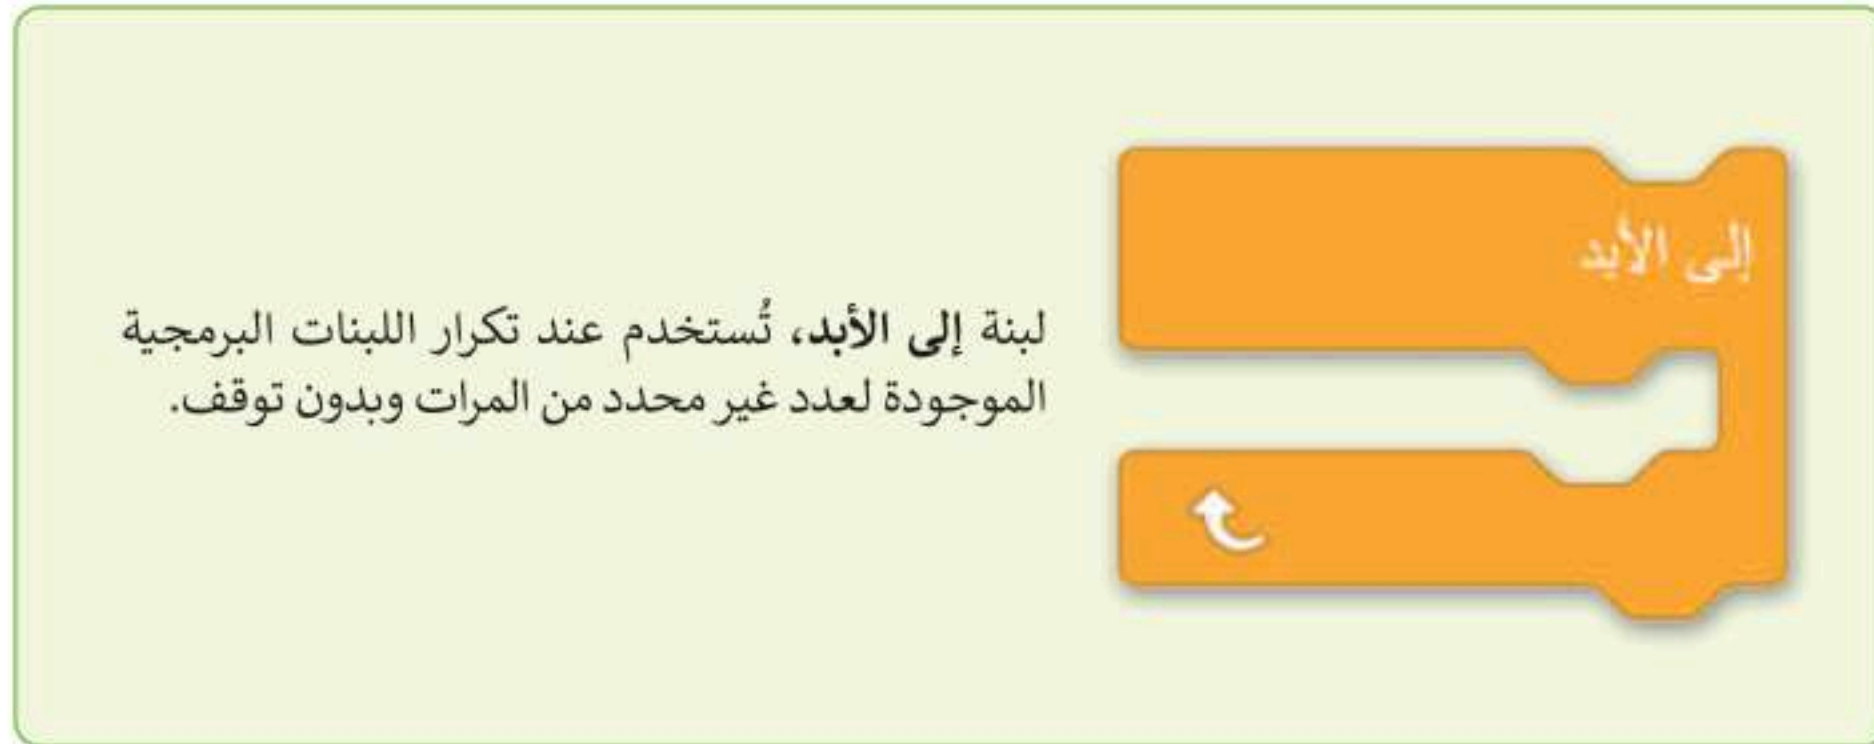 إلى الأبد
لبنة إلى الأبد، تُستخدم عند تكرار اللبنات البرمجية
الموجودة لعدد غير محدد من المرات وبدون توقف.